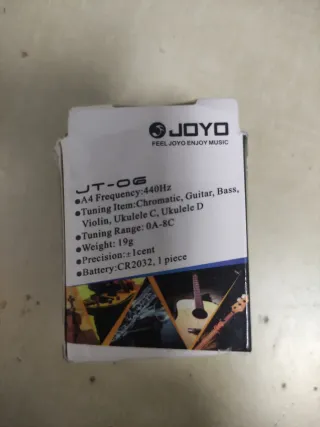 JOYO
FEEL JOYO·ENJOY MUSIC
JT-06
●A4 Frequency:440Hz
●Tuning Item:Chromatic, Guitar, Bass,
Violin, Ukulele C, Ukulele D
●Tuning Range: 0A-8C
●Weight: 19g
●Precision:±1cent
●Battery:CR2032, 1 piece